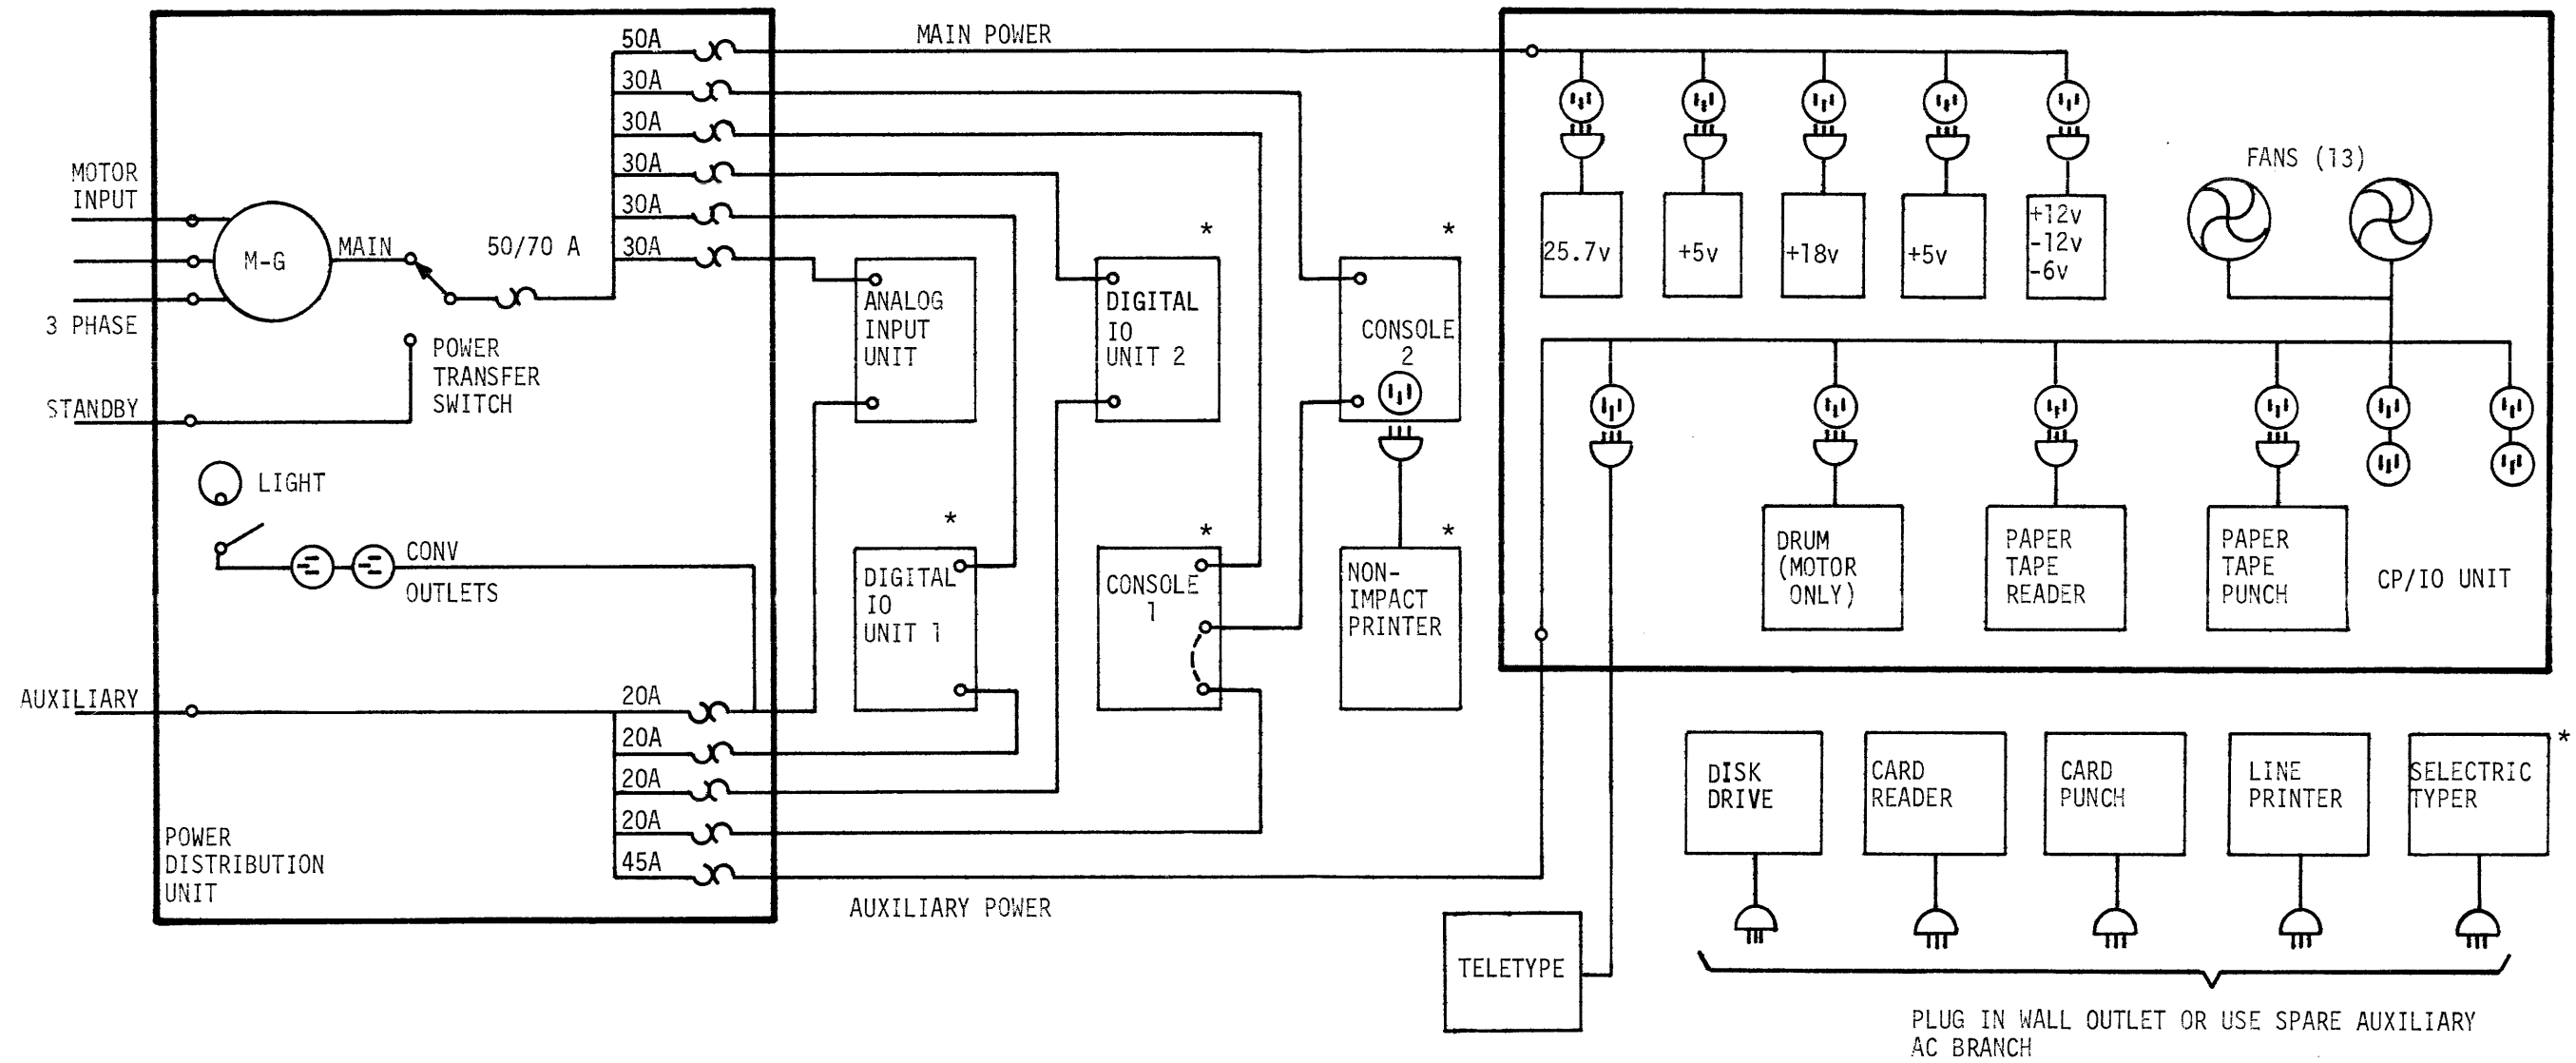 MAIN POWER
50A
30A
30A
30A
30A
30A
MOTOR
INPUT
3 PHASE
M-G
MAIN
50/70 A
POWER
TRANSFER
SWITCH
STANDBY
LIGHT
CONV
OUTLETS
AUXILIARY
20A
20A
20A
20A
45A
POWER
DISTRIBUTION
UNIT
AUXILIARY POWER
ANALOG
INPUT
UNIT
*
DIGITAL
IO
UNIT 2
*
CONSOLE
2
*
DIGITAL
IO
UNIT 1
*
CONSOLE
1
*
NON-
IMPACT
PRINTER
25.7v
+5v
+18v
+5v
+12v
-12v
-6v
FANS (13)
DRUM
(MOTOR
ONLY)
PAPER
TAPE
READER
PAPER
TAPE
PUNCH
CP/IO UNIT
TELETYPE
DISK
DRIVE
CARD
READER
CARD
PUNCH
LINE
PRINTER
*
SELECTRIC
TYPER
PLUG IN WALL OUTLET OR USE SPARE AUXILIARY
AC BRANCH